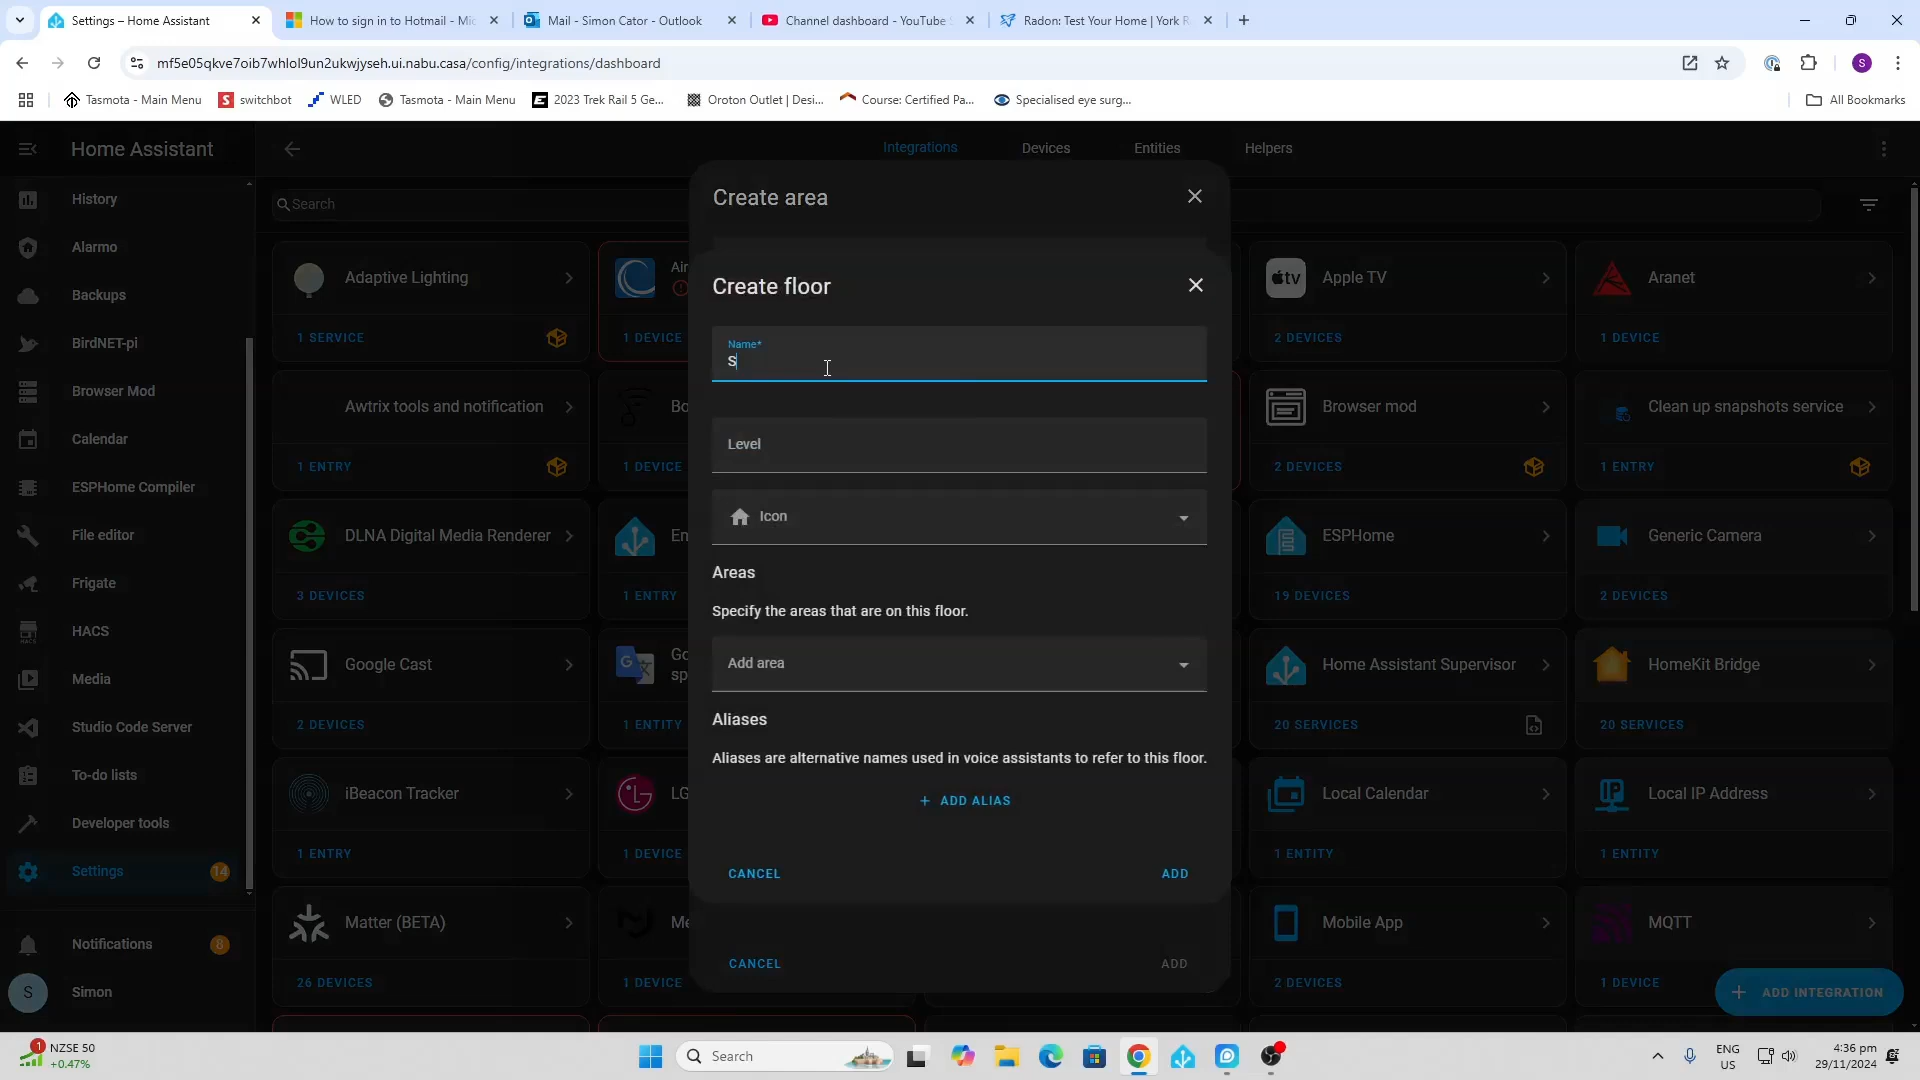 Settings – Home Assistant
How to sign in to Hotmail - Mic
Mail - Simon Cator - Outlook
Channel dashboard - YouTube S
Radon: Test Your Home | York R
mf5e05qkve7oib7whlol9un2ukwjyseh.ui.nabu.casa/config/integrations/dashboard
S
Tasmota - Main Menu
switchbot
WLED
Tasmota - Main Menu
2023 Trek Rail 5 Ge...
Oroton Outlet | Desi...
Course: Certified Pa...
Specialised eye surg...
All Bookmarks
Home Assistant
Integrations
Devices
Entities
Helpers
History
Alarmo
Backups
BirdNET-pi
Browser Mod
Calendar
ESPHome Compiler
File editor
Frigate
HACS
Media
Studio Code Server
To-do lists
Developer tools
Settings 14
Notifications 8
S Simon
Search
Adaptive Lighting
1 SERVICE
Air
1 DEVICE
Apple TV
2 DEVICES
Aranet
1 DEVICE
Awtrix tools and notification
1 ENTRY
Bo
1 DEVICE
Browser mod
2 DEVICES
Clean up snapshots service
1 ENTRY
DLNA Digital Media Renderer
3 DEVICES
En
1 ENTRY
ESPHome
19 DEVICES
Generic Camera
2 DEVICES
Google Cast
2 DEVICES
Go
sp
1 ENTITY
Home Assistant Supervisor
20 SERVICES
HomeKit Bridge
20 SERVICES
iBeacon Tracker
1 ENTRY
LG
1 DEVICE
Local Calendar
1 ENTITY
Local IP Address
1 ENTITY
Matter (BETA)
26 DEVICES
Me
1 DEVICE
Mobile App
2 DEVICES
MQTT
1 DEVICE
ADD INTEGRATION
Create area
Create floor
Name*
S
Level
Icon
Areas
Specify the areas that are on this floor.
Add area
Aliases
Aliases are alternative names used in voice assistants to refer to this floor.
ADD ALIAS
CANCEL
ADD
CANCEL
ADD
1
NZSE 50
+0.47%
Search
ENG
US
4:36 pm
29/11/2024